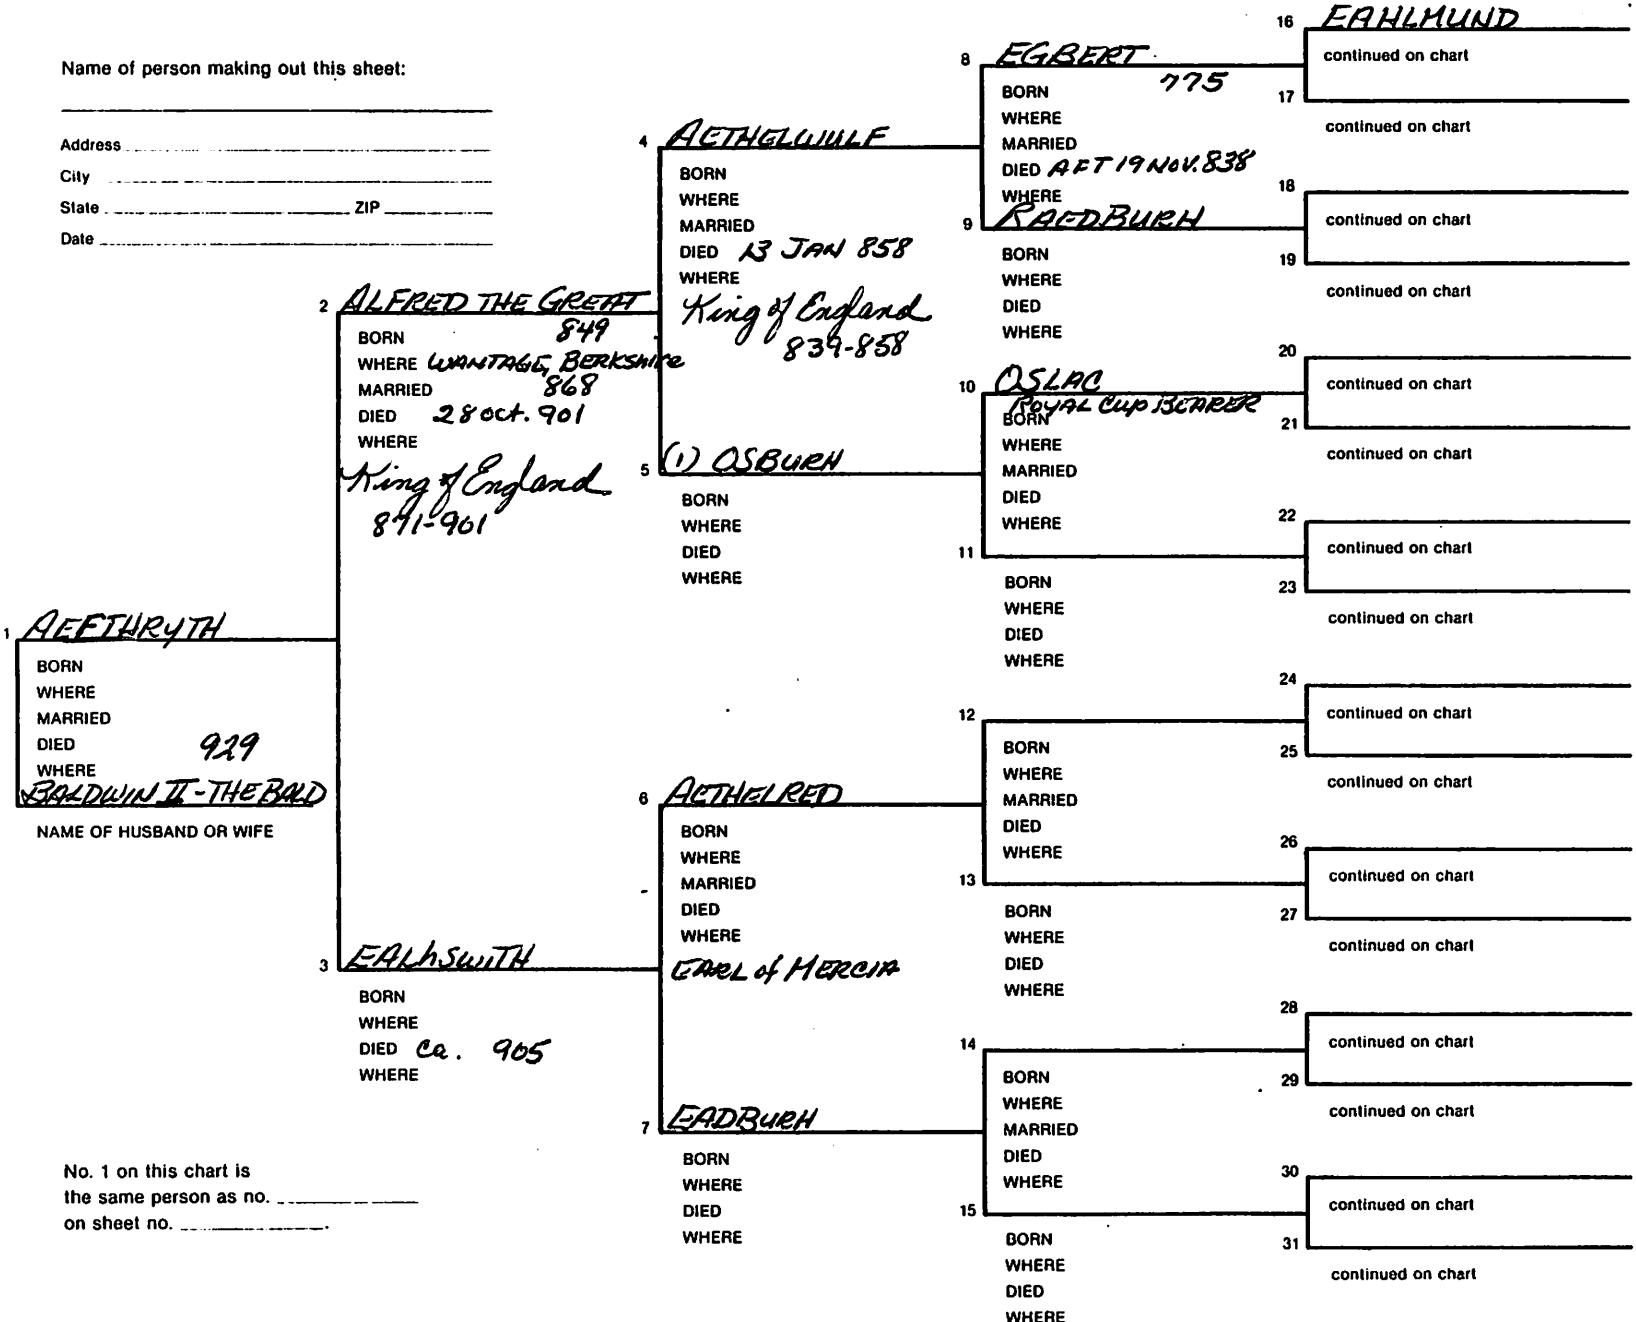 Name of person making out this sheet:
Address
City
State ZIP
Date
1 AEFTHRYTH
BORN
WHERE
MARRIED
DIED 929
WHERE
BALDWIN II - THE BALD
NAME OF HUSBAND OR WIFE
No. 1 on this chart is
the same person as no.
on sheet no.
2 ALFRED THE GREAT
BORN 849
WHERE WANTAGE, BERKSHIRE
MARRIED 868
DIED 28 OCT. 901
WHERE
King of England
871-901
3 EALHSWITH
BORN
WHERE
DIED Ca. 905
WHERE
4 AETHELWULF
BORN
WHERE
MARRIED
DIED 13 JAN 858
WHERE
King of England
839-858
5 (1) OSBURH
BORN
WHERE
DIED
WHERE
6 AETHELRED
BORN
WHERE
MARRIED
DIED
WHERE
EARL of MERCIA
7 EADBURH
BORN
WHERE
DIED
WHERE
8 EGBERT
BORN 775
WHERE
MARRIED
DIED AFT 19 NOV. 838
WHERE
9 RAEDBURH
BORN
WHERE
DIED
WHERE
10 OSLAC
ROYAL CUP BEARER
BORN
WHERE
MARRIED
DIED
WHERE
11
BORN
WHERE
DIED
WHERE
12
BORN
WHERE
MARRIED
DIED
WHERE
13
BORN
WHERE
DIED
WHERE
14
BORN
WHERE
MARRIED
DIED
WHERE
15
BORN
WHERE
DIED
WHERE
16 EAHLMUND
continued on chart
17
continued on chart
18
continued on chart
19
continued on chart
20
continued on chart
21
continued on chart
22
continued on chart
23
continued on chart
24
continued on chart
25
continued on chart
26
continued on chart
27
continued on chart
28
continued on chart
29
continued on chart
30
continued on chart
31
continued on chart